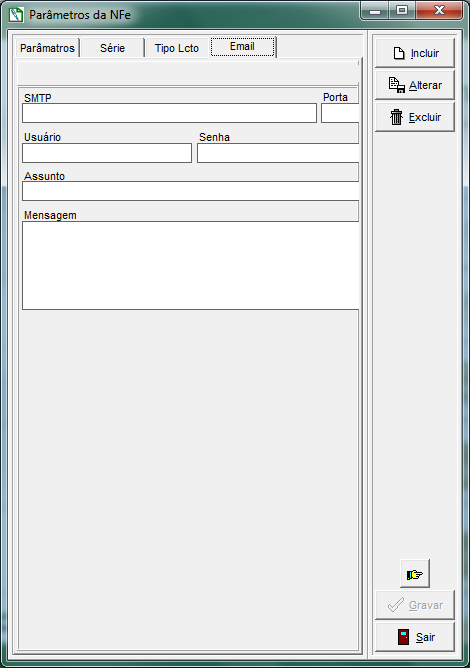 Parâmetros da NFe
Parâmatros Série Tipo Lcto Email
SMTP Porta
Usuário Senha
Assunto
Mensagem
Incluir
Alterar
Excluir
Gravar
Sair